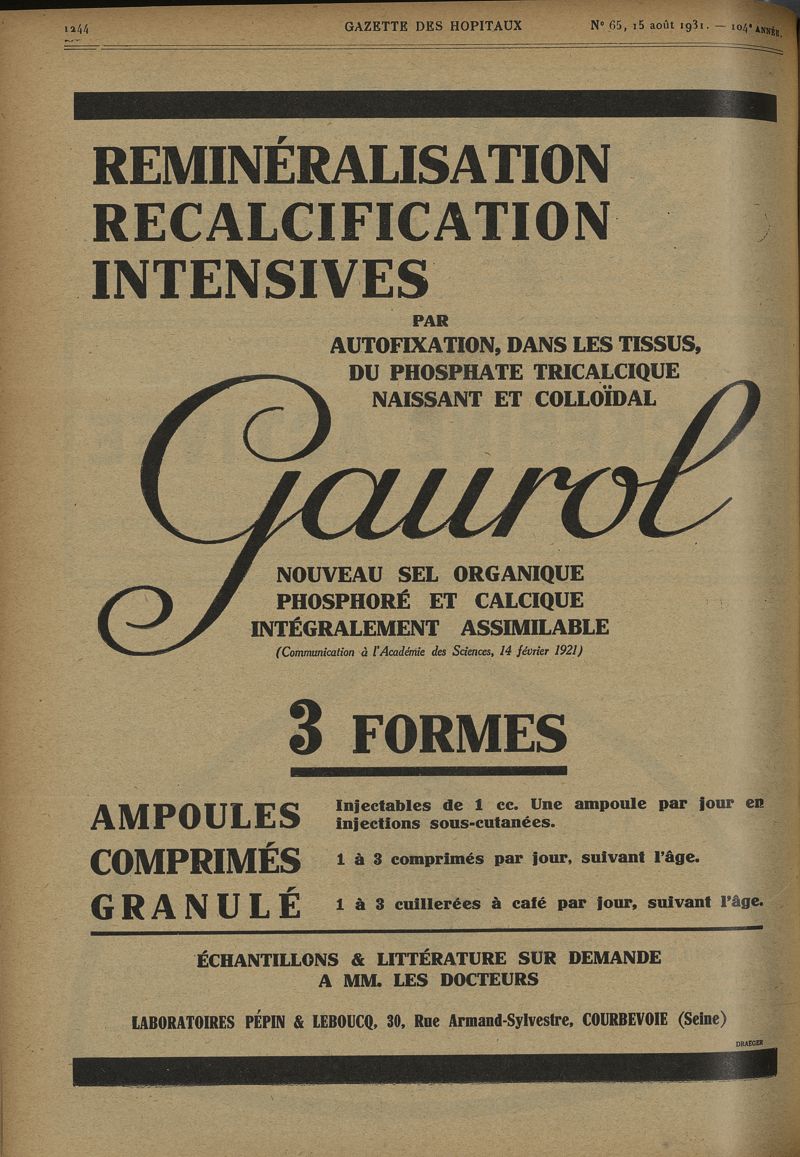 1244 GAZETTE DES HOPITAUX N° 65, 15 août 1931. — 104e ANNÉE.
REMINÉRALISATION
RECALCIFICATION
INTENSIVES
PAR
AUTOFIXATION, DANS LES TISSUS,
DU PHOSPHATE TRICALCIQUE
NAISSANT ET COLLOÏDAL
Gaurol
NOUVEAU SEL ORGANIQUE
PHOSPHORÉ ET CALCIQUE
INTÉGRALEMENT ASSIMILABLE
(Communication à l'Académie des Sciences, 14 février 1921)
3 FORMES
AMPOULES Injectables de 1 cc. Une ampoule par jour en
injections sous-cutanées.
COMPRIMÉS 1 à 3 comprimés par jour, suivant l'âge.
GRANULÉ 1 à 3 cuillerées à café par jour, suivant l'âge.
ÉCHANTILLONS & LITTÉRATURE SUR DEMANDE
A MM. LES DOCTEURS
LABORATOIRES PÉPIN & LEBOUCQ, 30, Rue Armand-Sylvestre, COURBEVOIE (Seine)
DRAEGER